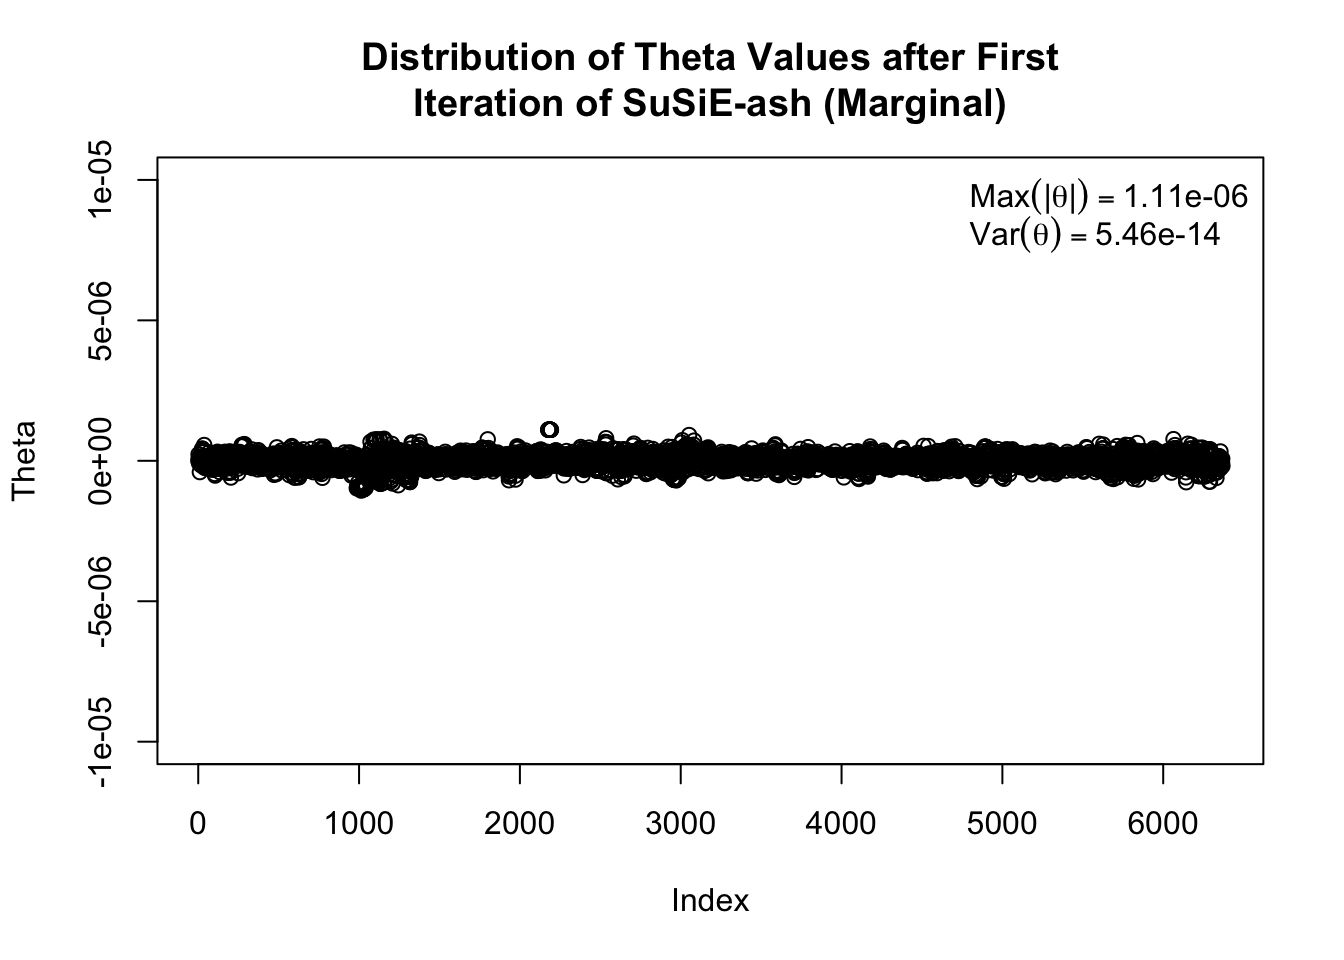 Distribution of Theta Values after First
Iteration of SuSiE-ash (Marginal)
Max(|θ|) = 1.11e-06
Var(θ) = 5.46e-14
1e-05
5e-06
0e+00
-5e-06
-1e-05
Theta
0 1000 2000 3000 4000 5000 6000
Index